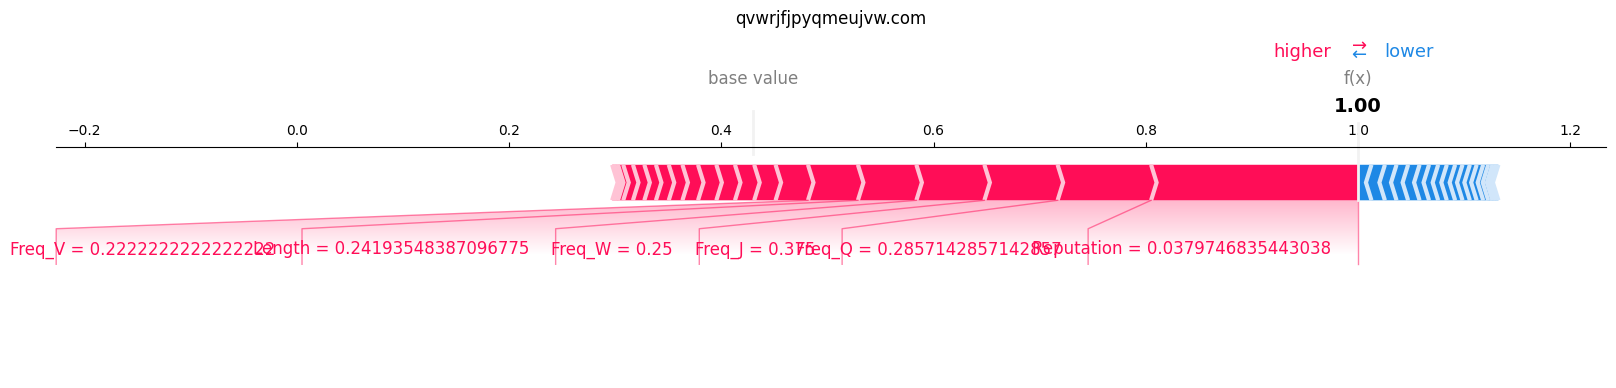 qvwrjfjpyqmeujvw.com
higher → ← lower
base value f(x)
1.00
−0.2 0.0 0.2 0.4 0.6 0.8 1.0 1.2
Freq_V = 0.2222222222222222 Length = 0.24193548387096775 Freq_W = 0.25 Freq_J = 0.375 Freq_Q = 0.2857142857142857 Reputation = 0.0379746835443038